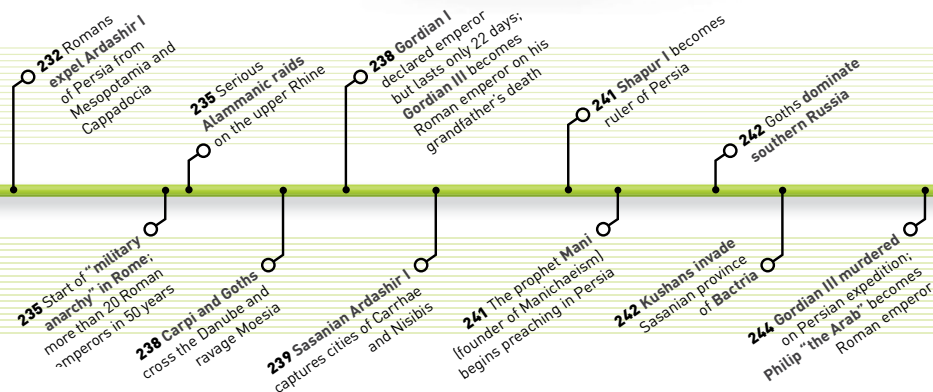 232 Romans
expel Ardashir I
of Persia from
Mesopotamia and
Cappadocia
235 Start of “military
anarchy” in Rome;
more than 20 Roman
emperors in 50 years
235 Serious
Alammanic raids
on the upper Rhine
238 Carpi and Goths
cross the Danube and
ravage Moesia
238 Gordian I
declared emperor
but lasts only 22 days;
Gordian III becomes
Roman emperor on his
grandfather’s death
239 Sasanian Ardashir I
captures cities of Carrhae
and Nisibis
241 Shapur I becomes
ruler of Persia
241 The prophet Mani
(founder of Manichaeism)
begins preaching in Persia
242 Goths dominate
southern Russia
242 Kushans invade
Sasanian province
of Bactria
244 Gordian III murdered
on Persian expedition;
Philip “the Arab” becomes
Roman emperor